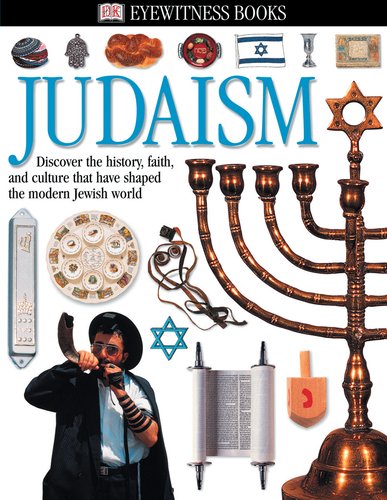 DK EYEWITNESS BOOKS
JUDAISM
Discover the history, faith,
and culture that have shaped
the modern Jewish world